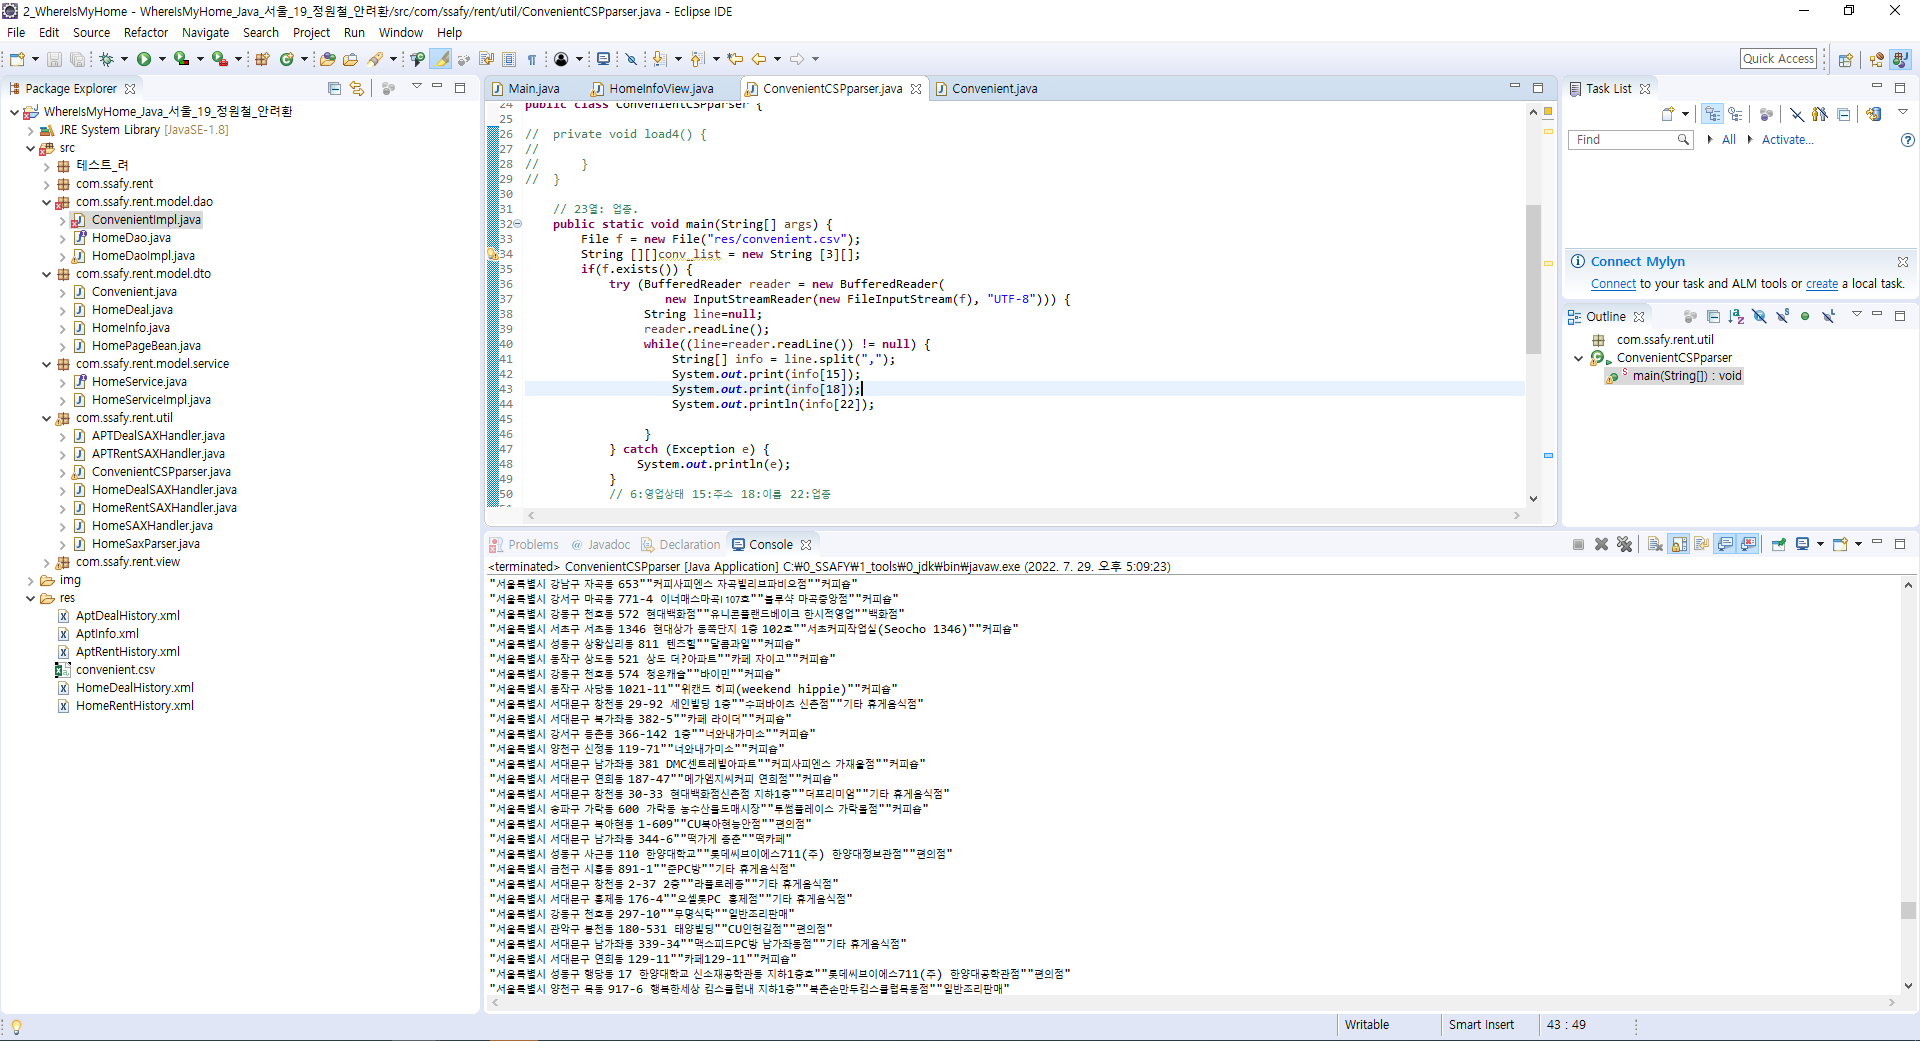 2_WhereIsMyHome - WhereIsMyHome_Java_서울_19_정원철_안려환/src/com/ssafy/rent/util/ConvenientCSPparser.java - Eclipse IDE
File Edit Source Refactor Navigate Search Project Run Window Help
Quick Access
Package Explorer
WhereIsMyHome_Java_서울_19_정원철_안려환
JRE System Library [JavaSE-1.8]
src
테스트_려
com.ssafy.rent
com.ssafy.rent.model.dao
ConvenientImpl.java
HomeDao.java
HomeDaoImpl.java
com.ssafy.rent.model.dto
Convenient.java
HomeDeal.java
HomeInfo.java
HomePageBean.java
com.ssafy.rent.model.service
HomeService.java
HomeServiceImpl.java
com.ssafy.rent.util
APTDealSAXHandler.java
APTRentSAXHandler.java
ConvenientCSPparser.java
HomeDealSAXHandler.java
HomeRentSAXHandler.java
HomeSAXHandler.java
HomeSaxParser.java
com.ssafy.rent.view
img
res
AptDealHistory.xml
AptInfo.xml
AptRentHistory.xml
convenient.csv
HomeDealHistory.xml
HomeRentHistory.xml
Main.java HomeInfoView.java ConvenientCSPparser.java Convenient.java
24 public class ConvenientCSPparser {
25
26 // private void load4() {
27 //
28 // }
29 // }
30
31 // 23열: 업종.
32 public static void main(String[] args) {
33 File f = new File("res/convenient.csv");
34 String [][]conv_list = new String [3][];
35 if(f.exists()) {
36 try (BufferedReader reader = new BufferedReader(
37 new InputStreamReader(new FileInputStream(f), "UTF-8"))) {
38 String line=null;
39 reader.readLine();
40 while((line=reader.readLine()) != null) {
41 String[] info = line.split(",");
42 System.out.print(info[15]);
43 System.out.print(info[18]);
44 System.out.println(info[22]);
45
46 }
47 } catch (Exception e) {
48 System.out.println(e);
49 }
50 // 6:영업상태 15:주소 18:이름 22:업종
Problems Javadoc Declaration Console
<terminated> ConvenientCSPparser [Java Application] C:₩0_SSAFY₩1_tools₩0_jdk₩bin₩javaw.exe (2022. 7. 29. 오후 5:09:23)
"서울특별시 강남구 자곡동 653""커피사피엔스 자곡힐리브파비오점""커피숍"
"서울특별시 강서구 마곡동 771-4 이너매스마곡Ⅰ107호""블루샥 마곡중앙점""커피숍"
"서울특별시 강동구 천호동 572 현대백화점""유니콘플랜드베이크 한시적영업""백화점"
"서울특별시 서초구 서초동 1346 현대상가 동쪽단지 1층 102호""서초커피작업실(Seocho 1346)""커피숍"
"서울특별시 성동구 상왕십리동 811 텐즈힐""달콤과일""커피숍"
"서울특별시 동작구 상도동 521 상도 더?아파트""카페 자이고""커피숍"
"서울특별시 강동구 천호동 574 청운캐슬""바이민""커피숍"
"서울특별시 동작구 사당동 1021-11""위캔드 히피(weekend hippie)""커피숍"
"서울특별시 서대문구 창천동 29-92 세인빌딩 1층""수퍼바이츠 신촌점""기타 휴게음식점"
"서울특별시 서대문구 북가좌동 382-5""카페 라이더""커피숍"
"서울특별시 강서구 등촌동 366-142 1층""너와내가미소""커피숍"
"서울특별시 양천구 신정동 119-71""너와내가미소""커피숍"
"서울특별시 서대문구 남가좌동 381 DMC센트레빌아파트""커피사피엔스 가재울점""커피숍"
"서울특별시 서대문구 연희동 187-47""메가엠지씨커피 연희점""커피숍"
"서울특별시 서대문구 창천동 30-33 현대백화점신촌점 지하1층""더프리미엄""기타 휴게음식점"
"서울특별시 송파구 가락동 600 가락동 농수산물도매시장""투썸플레이스 가락몰점""커피숍"
"서울특별시 서대문구 북아현동 1-609""CU북아현능안점""편의점"
"서울특별시 서대문구 남가좌동 344-6""떡가게 종춘""떡카페"
"서울특별시 성동구 사근동 110 한양대학교""롯데씨브이에스711(주) 한양대정보관점""편의점"
"서울특별시 금천구 시흥동 891-1""준PC방""기타 휴게음식점"
"서울특별시 서대문구 창천동 2-37 2층""라플로레종""기타 휴게음식점"
"서울특별시 서대문구 홍제동 176-4""오셀롯PC 홍제점""기타 휴게음식점"
"서울특별시 강동구 천호동 297-10""무명식탁""일반조리판매"
"서울특별시 관악구 봉천동 180-531 태양빌딩""CU인헌길점""편의점"
"서울특별시 서대문구 남가좌동 339-34""맥스피드PC방 남가좌동점""기타 휴게음식점"
"서울특별시 서대문구 연희동 129-11""카페129-11""커피숍"
"서울특별시 성동구 행당동 17 한양대학교 신소재공학관동 지하1층호""롯데씨브이에스711(주) 한양대공학관점""편의점"
"서울특별시 양천구 목동 917-6 행복한세상 킴스클럽내 지하1층""북촌손만두킴스클럽목동점""일반조리판매"
Task List
Find All Activate...
Connect Mylyn
Connect to your task and ALM tools or create a local task.
Outline
com.ssafy.rent.util
ConvenientCSPparser
main(String[]) : void
Writable Smart Insert 43 : 49